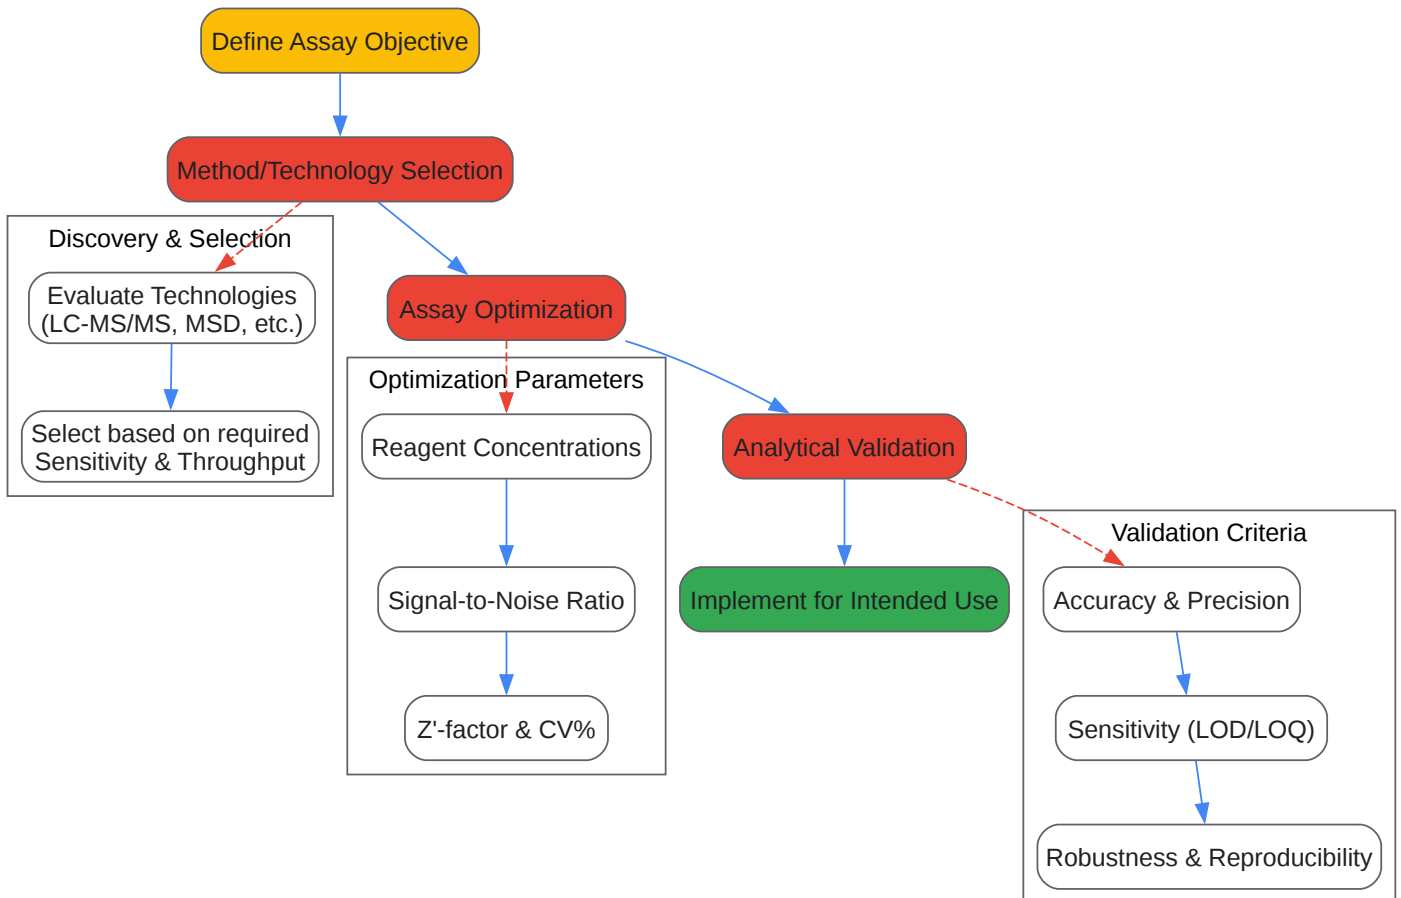 Define Assay Objective
Method/Technology Selection
Discovery & Selection
Evaluate Technologies
(LC-MS/MS, MSD, etc.)
Select based on required
Sensitivity & Throughput
Assay Optimization
Optimization Parameters
Reagent Concentrations
Signal-to-Noise Ratio
Z'-factor & CV%
Analytical Validation
Implement for Intended Use
Validation Criteria
Accuracy & Precision
Sensitivity (LOD/LOQ)
Robustness & Reproducibility